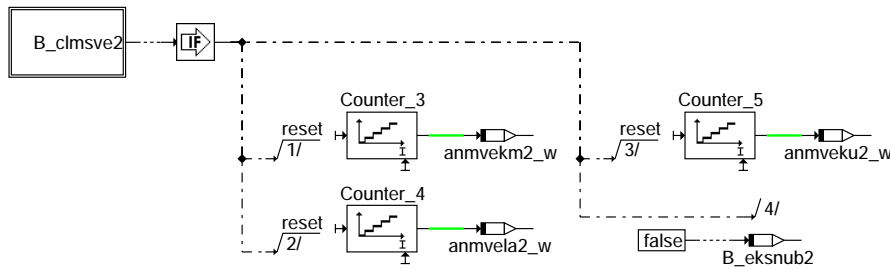 B_clmsve2
IF
Counter_3
Counter_5
reset
1/
I
anmvekm2_w
reset
3/
I
anmveku2_w
Counter_4
reset
2/
I
anmvela2_w
4/
false
B_eksnub2